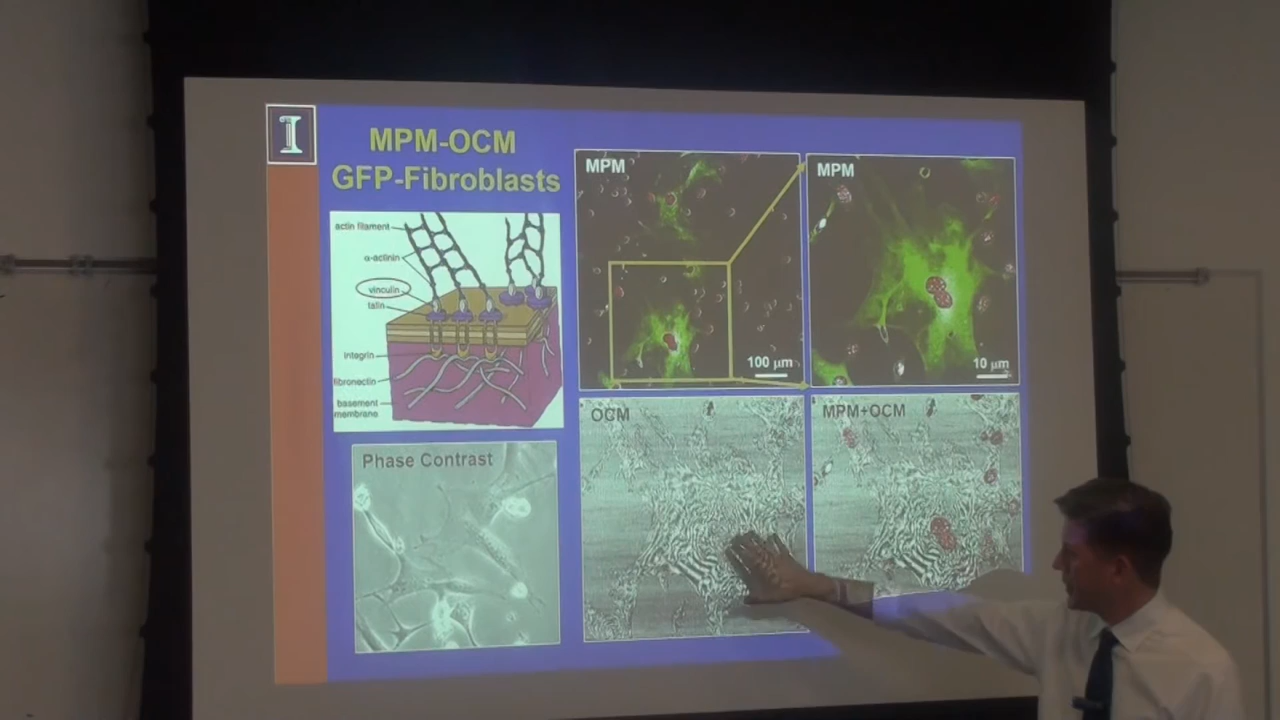 I
MPM-OCM
GFP-Fibroblasts
actin filament
α-actinin
vinculin
talin
integrin
fibronectin
basement
membrane
Phase Contrast
MPM
100 μm
MPM
10 μm
OCM
MPM+OCM